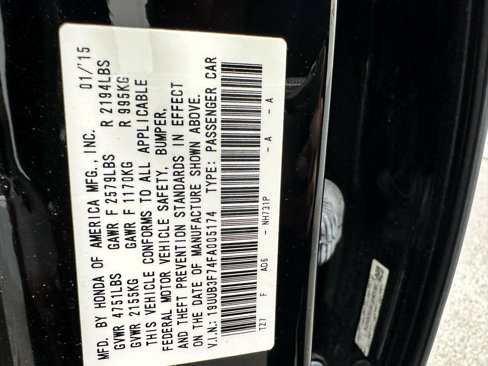 MFD. BY HONDA OF AMERICA MFG., INC. 01/'15
GVWR 4751LBS GAWR F 2579LBS R 2194LBS
GVWR 2155KG GAWR F 1170KG R 995KG
THIS VEHICLE CONFORMS TO ALL APPLICABLE
FEDERAL MOTOR VEHICLE SAFETY, BUMPER,
AND THEFT PREVENTION STANDARDS IN EFFECT
ON THE DATE OF MANUFACTURE SHOWN ABOVE.
V.I.N.: 19UUB3F74FA005174 TYPE: PASSENGER CAR
TZ7 F AD6 - NH731P - A - A